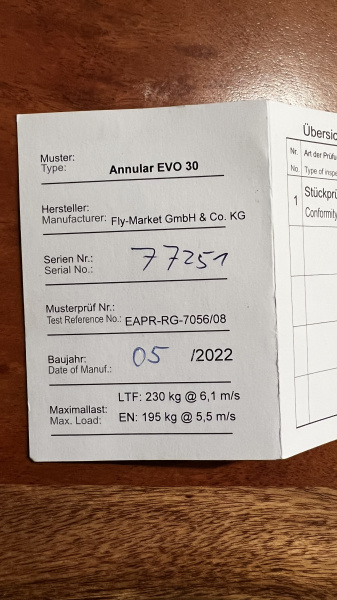 Muster:
Type: Annular EVO 30
Hersteller:
Manufacturer: Fly-Market GmbH & Co. KG
Serien Nr.:
Serial No.: 77251
Musterprüf Nr.:
Test Reference No.: EAPR-RG-7056/08
Baujahr:
Date of Manuf.: 05 /2022
LTF: 230 kg @ 6,1 m/s
Maximallast:
Max. Load: EN: 195 kg @ 5,5 m/s
Übersic
Nr. Art der Prüfu
No. Type of inspe
1 Stückprü
Conformity